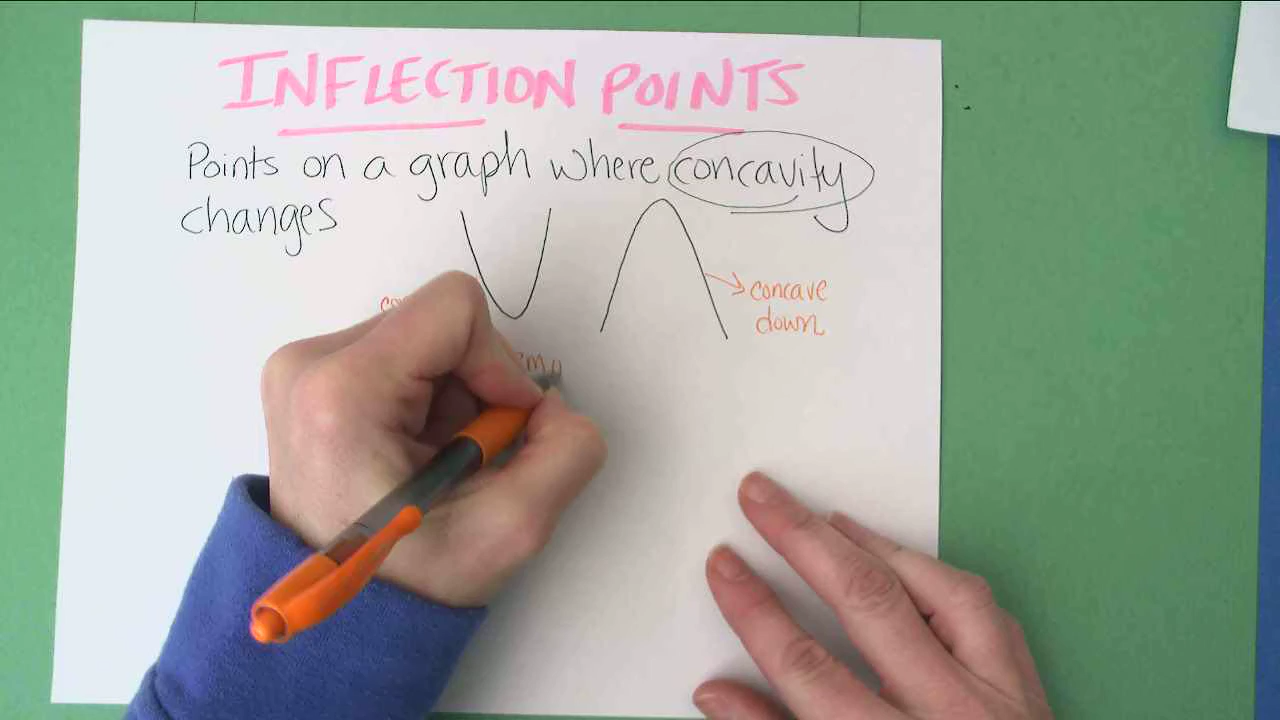 INFLECTION POINTS
Points on a graph where concavity
changes
concave
down